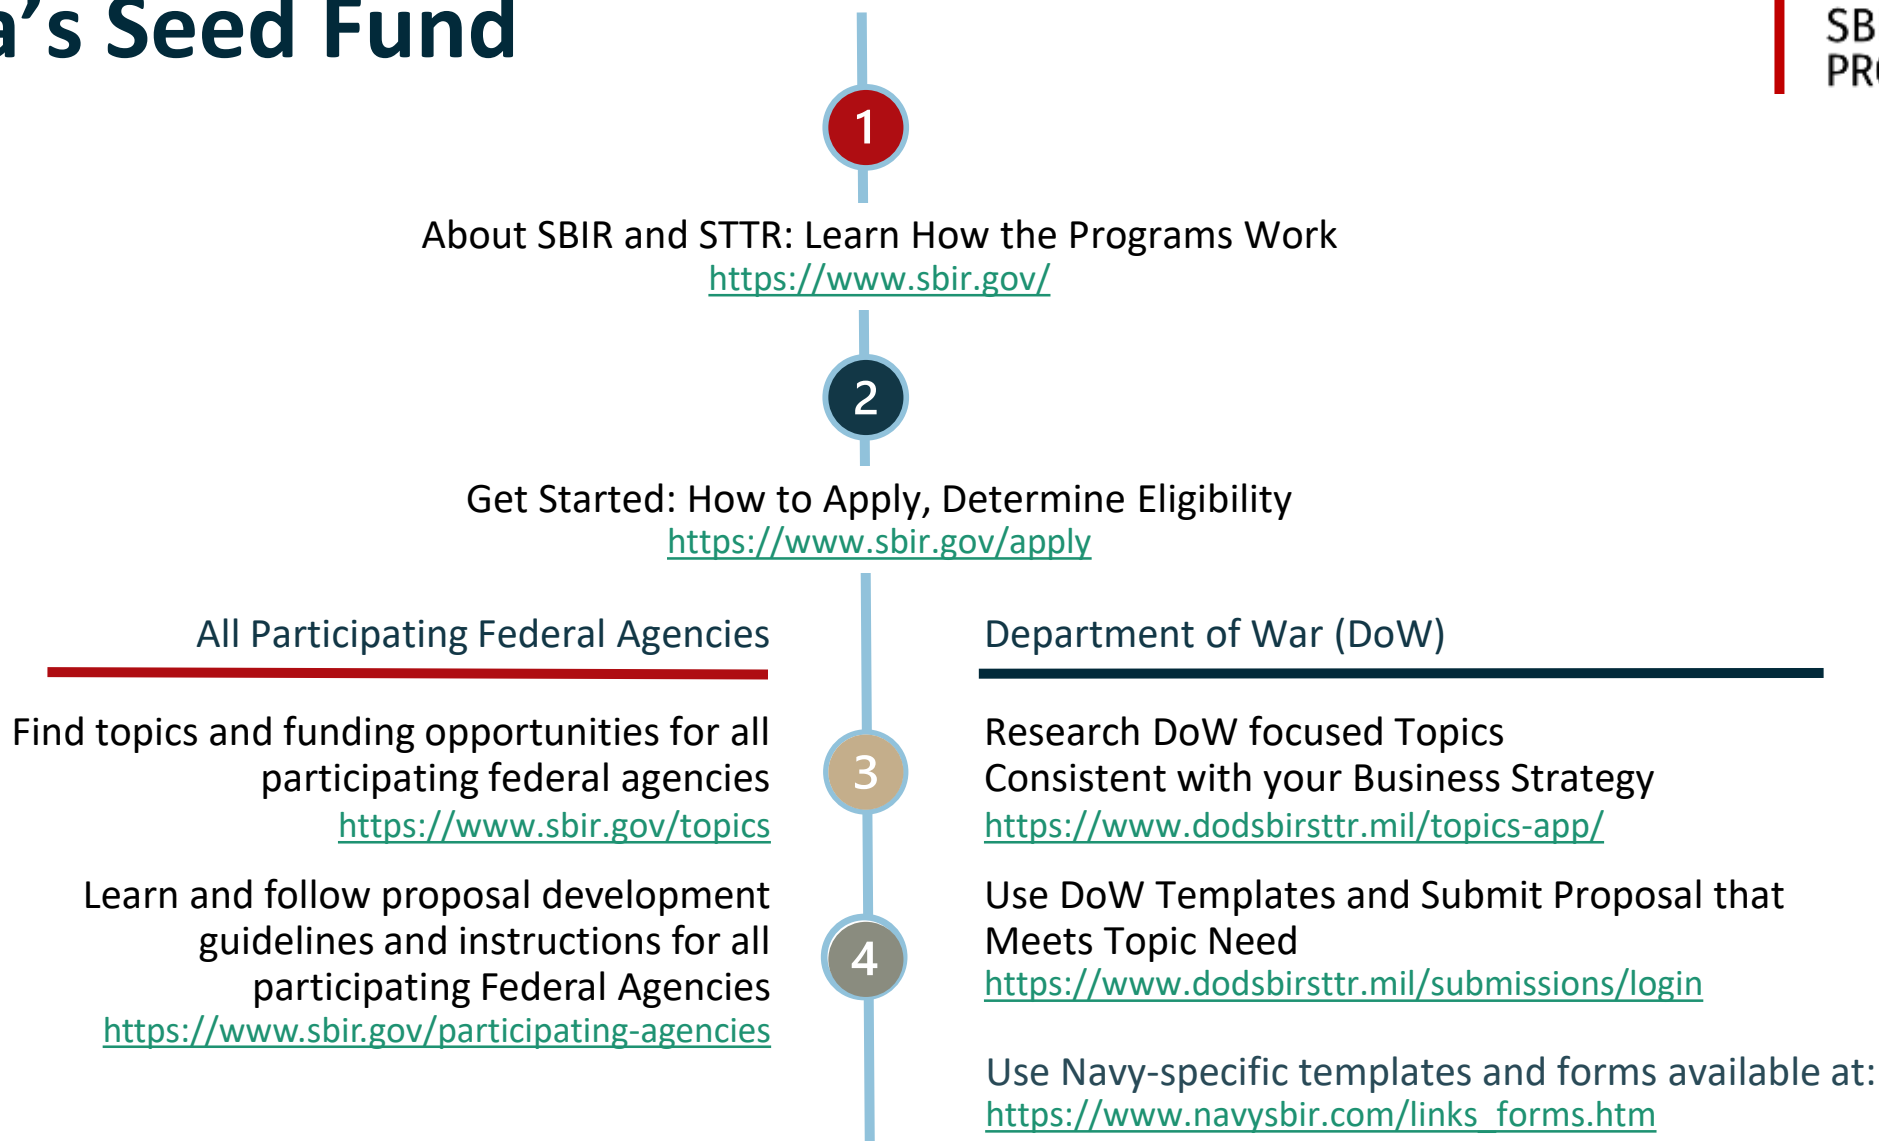 a's Seed Fund
SB
PR
1
About SBIR and STTR: Learn How the Programs Work
https://www.sbir.gov/
2
Get Started: How to Apply, Determine Eligibility
https://www.sbir.gov/apply
All Participating Federal Agencies
Find topics and funding opportunities for all
participating federal agencies
https://www.sbir.gov/topics
Learn and follow proposal development
guidelines and instructions for all
participating Federal Agencies
https://www.sbir.gov/participating-agencies
3
4
Department of War (DoW)
Research DoW focused Topics
Consistent with your Business Strategy
https://www.dodsbirsttr.mil/topics-app/
Use DoW Templates and Submit Proposal that
Meets Topic Need
https://www.dodsbirsttr.mil/submissions/login
Use Navy-specific templates and forms available at:
https://www.navysbir.com/links_forms.htm